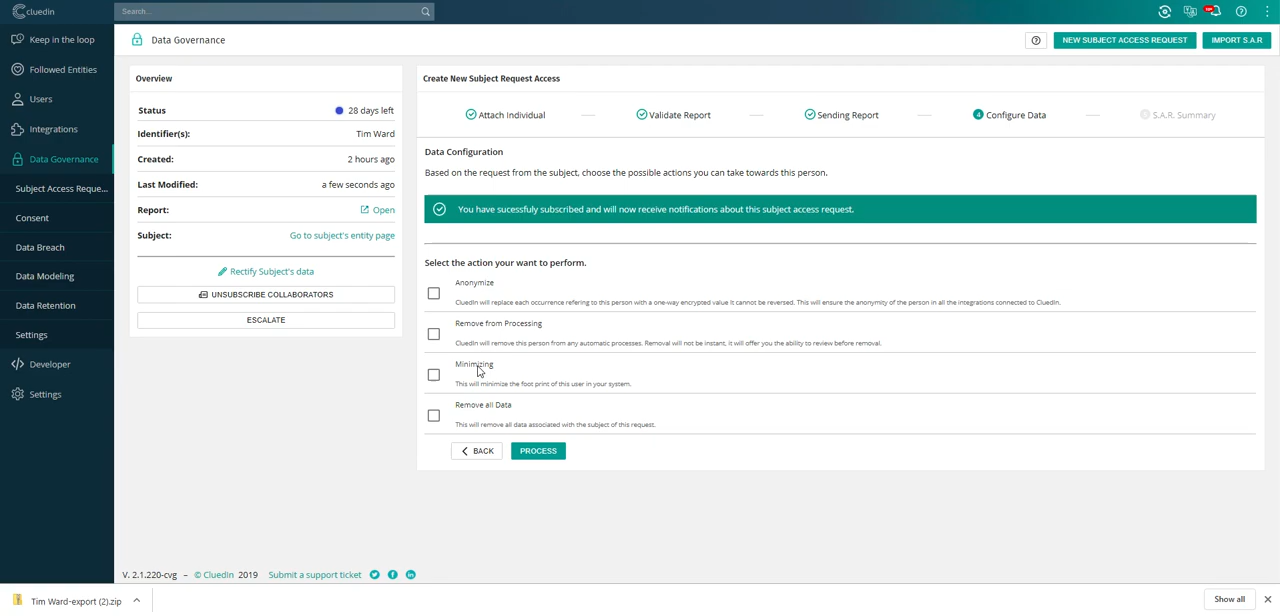 cluedin
Search...
10+
Keep in the loop
Followed Entities
Users
Integrations
Data Governance
Subject Access Reque...
Consent
Data Breach
Data Modeling
Data Retention
Settings
Developer
Settings
Data Governance
NEW SUBJECT ACCESS REQUEST
IMPORT S.A.R
Overview
Status 28 days left
Identifier(s): Tim Ward
Created: 2 hours ago
Last Modified: a few seconds ago
Report: Open
Subject: Go to subject's entity page
Rectify Subject's data
UNSUBSCRIBE COLLABORATORS
ESCALATE
Create New Subject Request Access
Attach Individual
Validate Report
Sending Report
4 Configure Data
5 S.A.R. Summary
Data Configuration
Based on the request from the subject, choose the possible actions you can take towards this person.
You have sucessfuly subscribed and will now receive notifications about this subject access request.
Select the action your want to perform.
Anonymize
CluedIn will replace each occurrence refering to this person with a one-way encrypted value it cannot be reversed. This will ensure the anonymity of the person in all the integrations connected to CluedIn.
Remove from Processing
CluedIn will remove this person from any automatic processes. Removal will not be instant, it will offer you the ability to review before removal.
Minimizing
This will minimize the foot print of this user in your system.
Remove all Data
This will remove all data associated with the subject of this request.
BACK
PROCESS
V. 2.1.220-cvg – © CluedIn 2019 Submit a support ticket
Tim Ward-export (2).zip
Show all